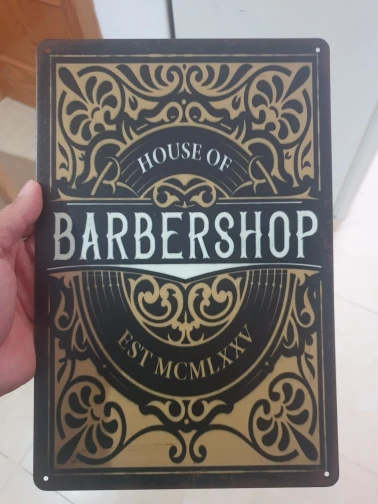 HOUSE OF
BARBERSHOP
EST MCMLXXV